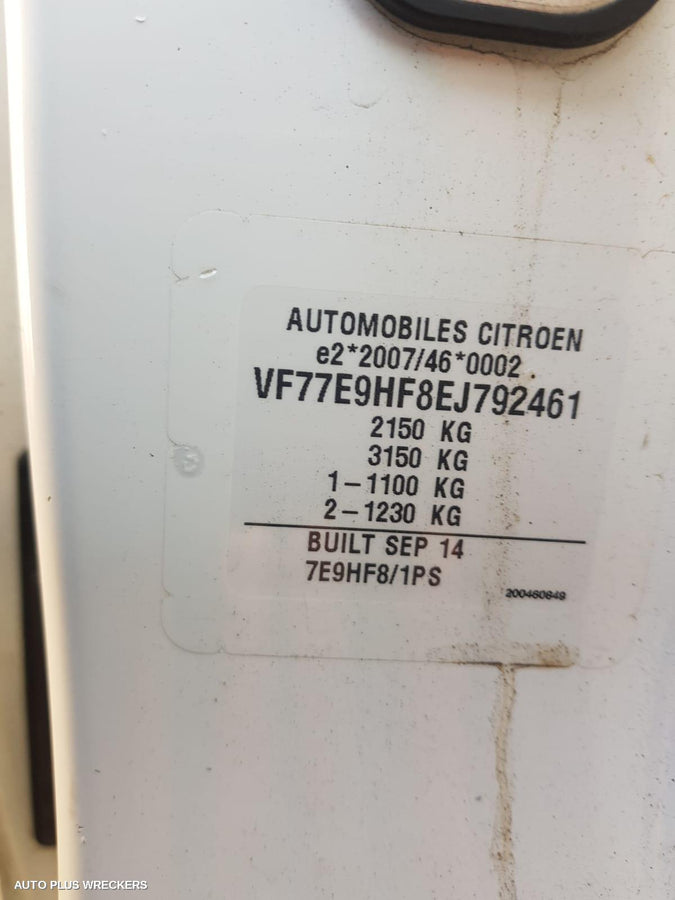 AUTOMOBILES CITROEN
e2*2007/46*0002
VF77E9HF8EJ792461
2150 KG
3150 KG
1-1100 KG
2-1230 KG
BUILT SEP 14
7E9HF8/1PS
200460849
AUTO PLUS WRECKERS